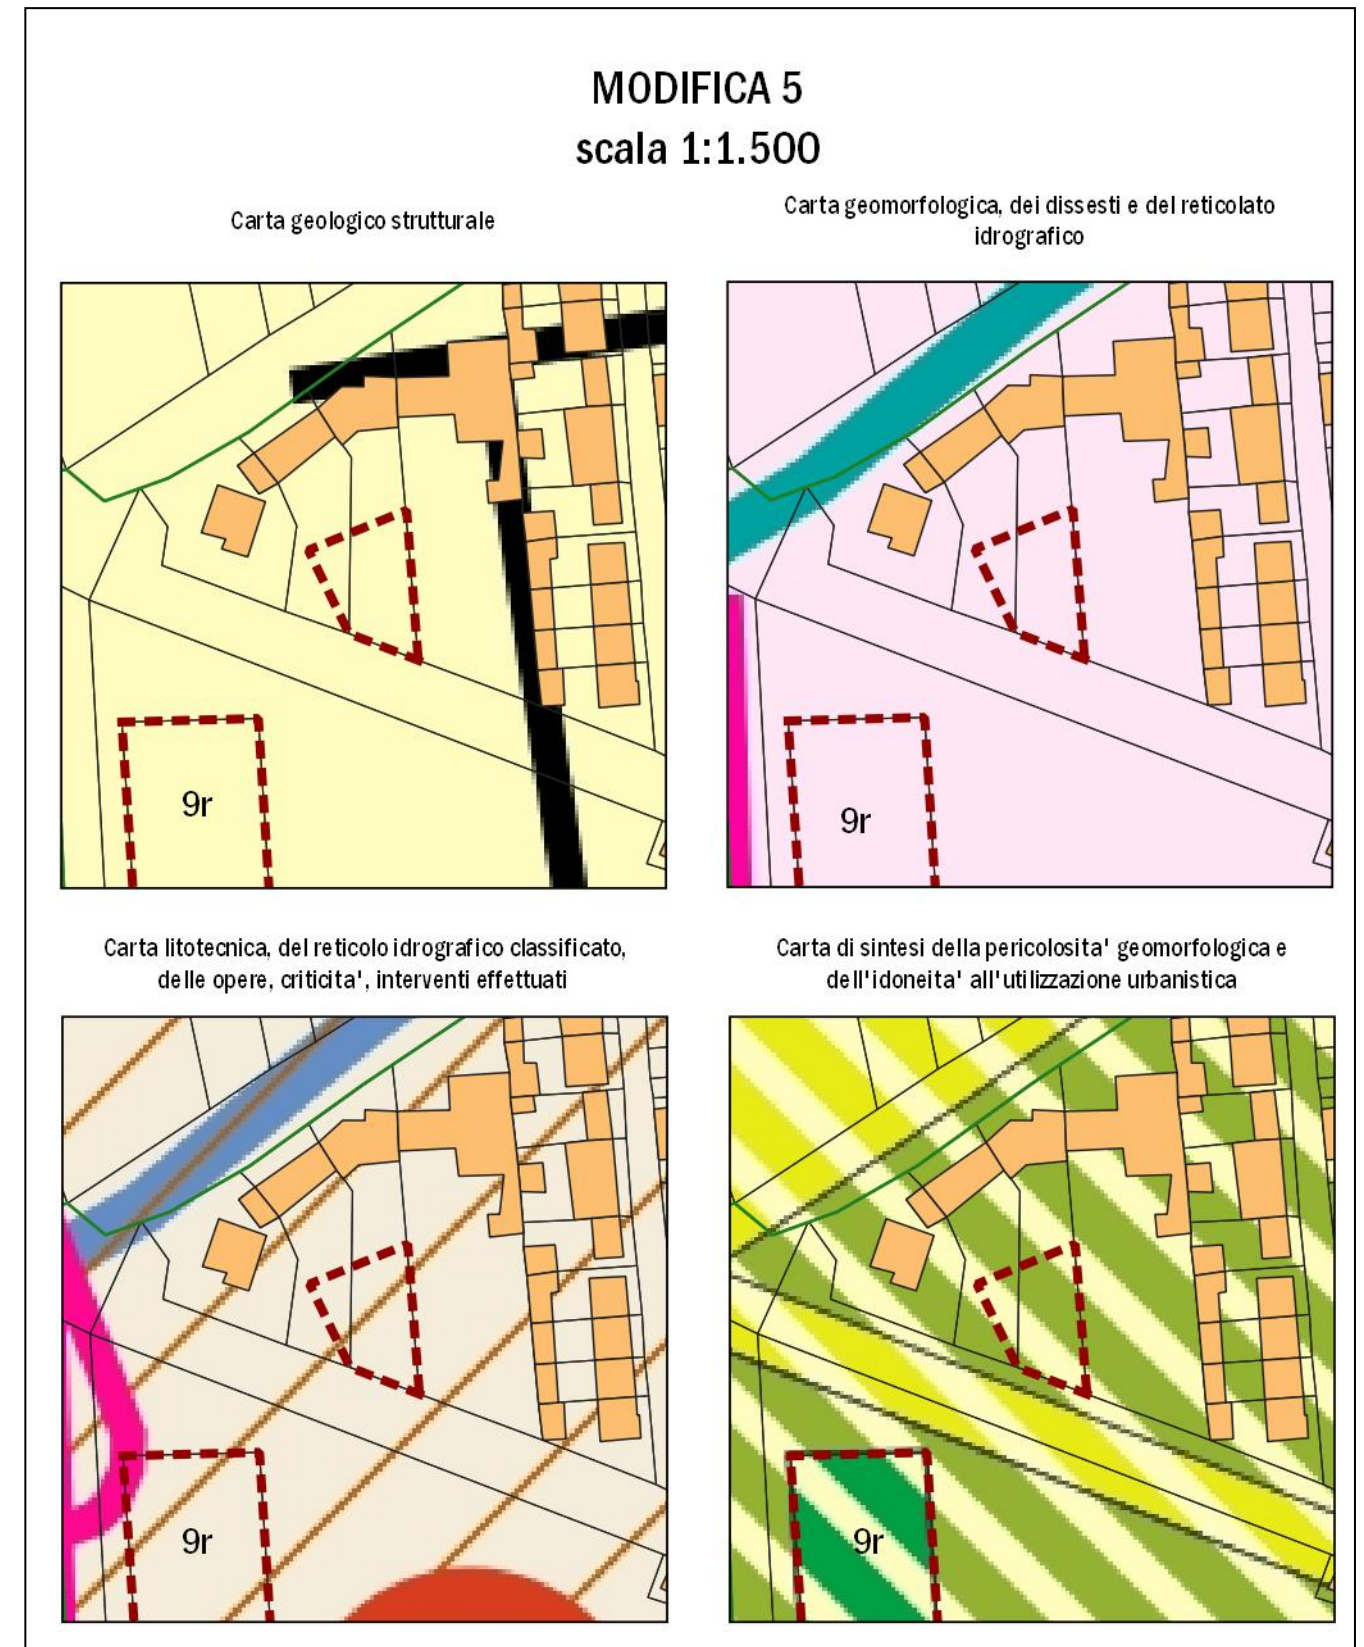 MODIFICA 5
scala 1:1.500
Carta geologico strutturale
Carta geomorfologica, dei dissesti e del reticolato
idrografico
9r
9r
Carta litotecnica, del reticolo idrografico classificato,
delle opere, criticita', interventi effettuati
Carta di sintesi della pericolosita' geomorfologica e
dell'idoneita' all'utilizzazione urbanistica
9r
9r